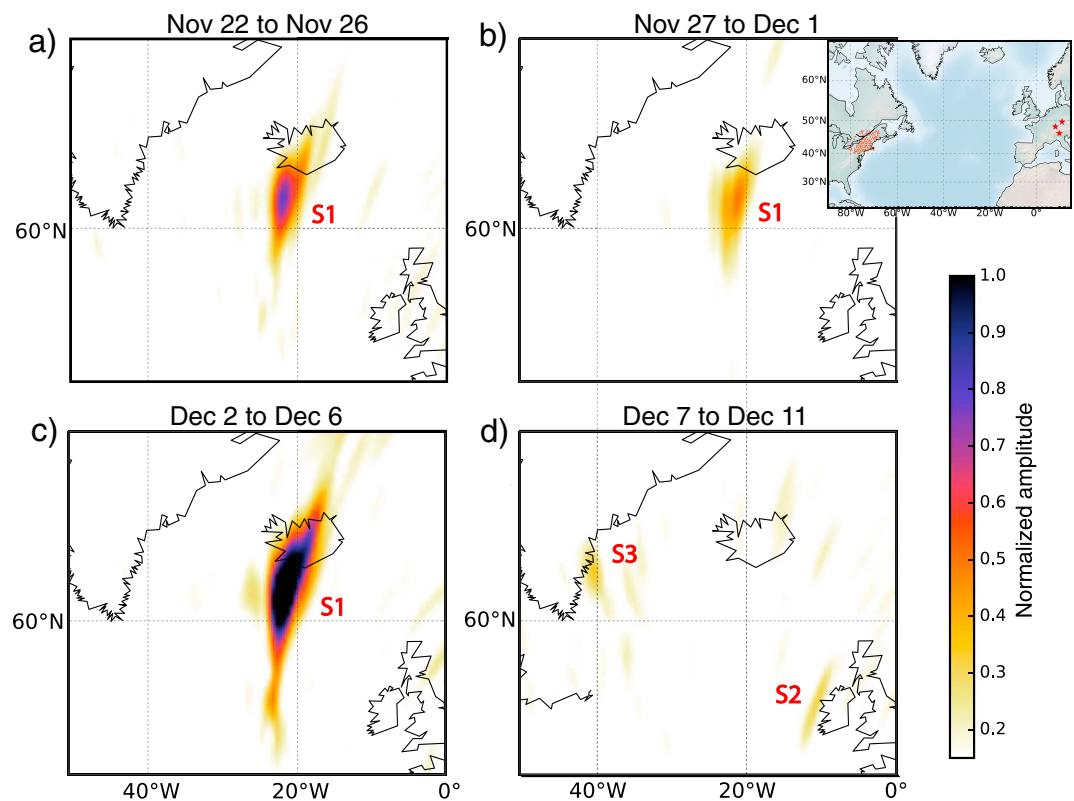 a) Nov 22 to Nov 26
b) Nov 27 to Dec 1
60°N
50°N
40°N
30°N
80°W 60°W 40°W 20°W 0°
S1
S1
60°N
1.0
0.9
0.8
0.7
0.6
0.5
0.4
0.3
0.2
Normalized amplitude
c) Dec 2 to Dec 6
d) Dec 7 to Dec 11
S3
S1
60°N
S2
40°W 20°W 0°
40°W 20°W 0°